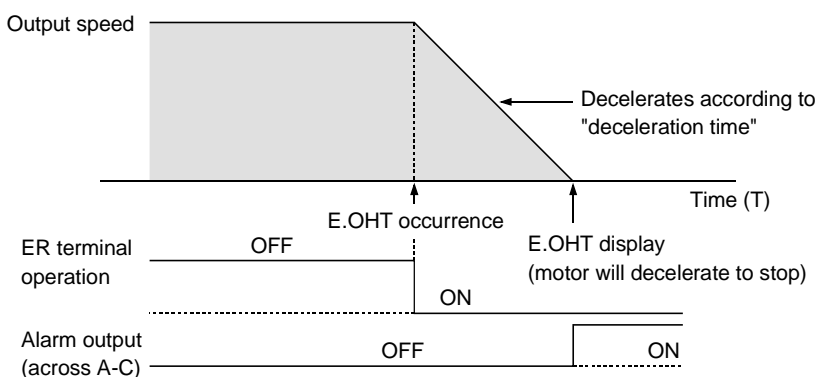 Output speed
Decelerates according to
"deceleration time"
Time (T)
E.OHT occurrence
ER terminal
operation
OFF
E.OHT display
(motor will decelerate to stop)
ON
Alarm output
(across A-C)
OFF
ON